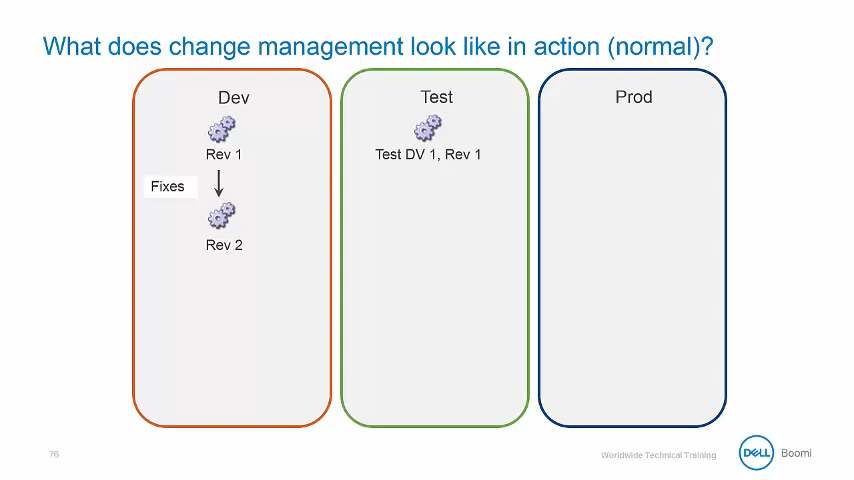 What does change management look like in action (normal)?
Dev
Test
Prod
Rev 1
Test DV 1, Rev 1
Fixes
Rev 2
76
Worldwide Technical Training
DELL
Boomi